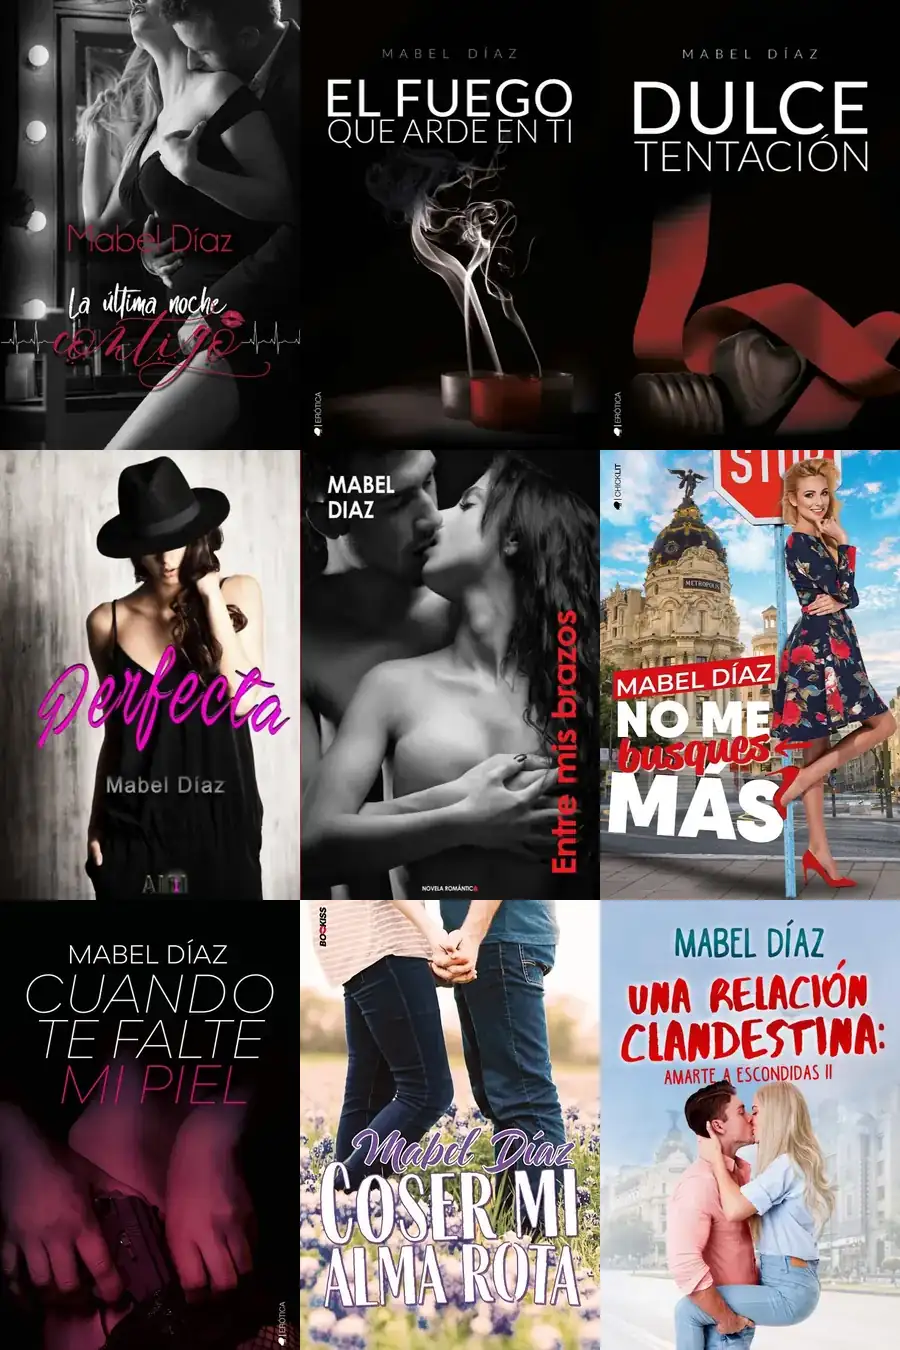 Mabel Díaz
La última noche
contigo
MABEL DÍAZ
EL FUEGO
QUE ARDE EN TI
ERÓTICA
MABEL DÍAZ
DULCE
TENTACIÓN
ERÓTICA
Perfecta
Mabel Díaz
MABEL
DIAZ
Entre mis brazos
NOVELA ROMÁNTICA
CHICKLIT
STOP
METROPOLIS
MABEL DÍAZ
NO ME
busques
MÁS
MABEL DÍAZ
CUANDO
TE FALTE
MI PIEL
ERÓTICA
BOOKISS
Mabel Díaz
COSER MI
ALMA ROTA
MABEL DÍAZ
UNA RELACIÓN
CLANDESTINA:
AMARTE A ESCONDIDAS II